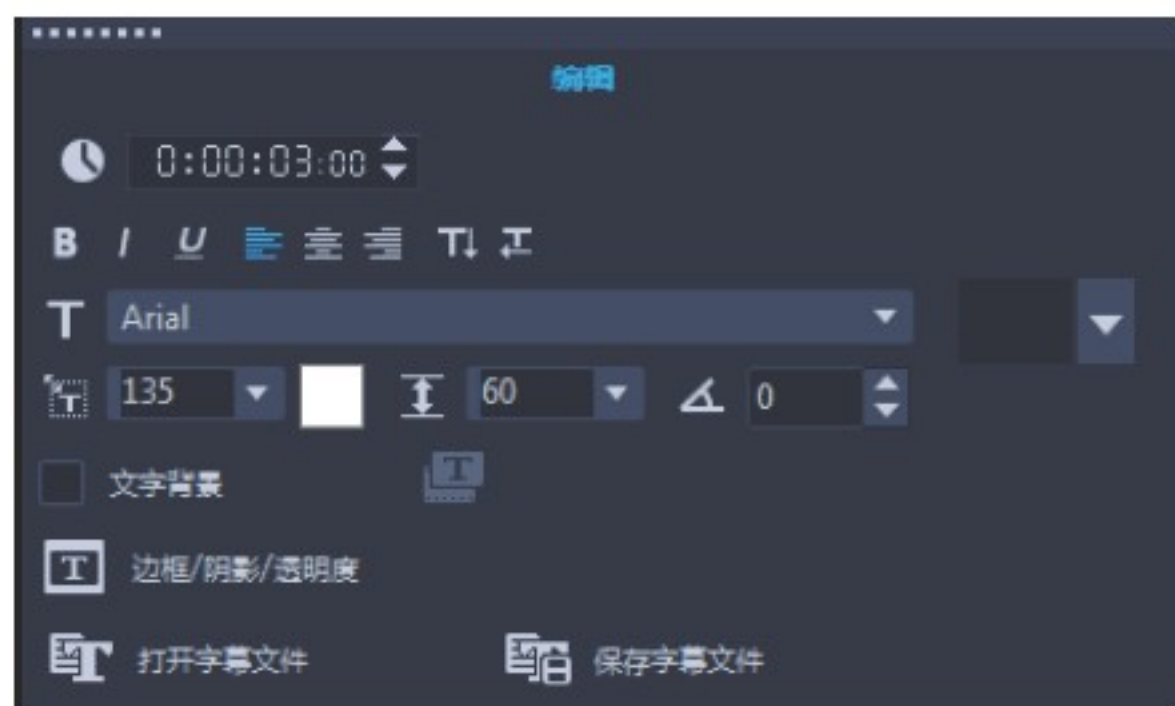 编辑
0:00:03:00
B I U
T Arial
135 60 0
文字背景 T
T 边框/阴影/透明度
打开字幕文件 保存字幕文件